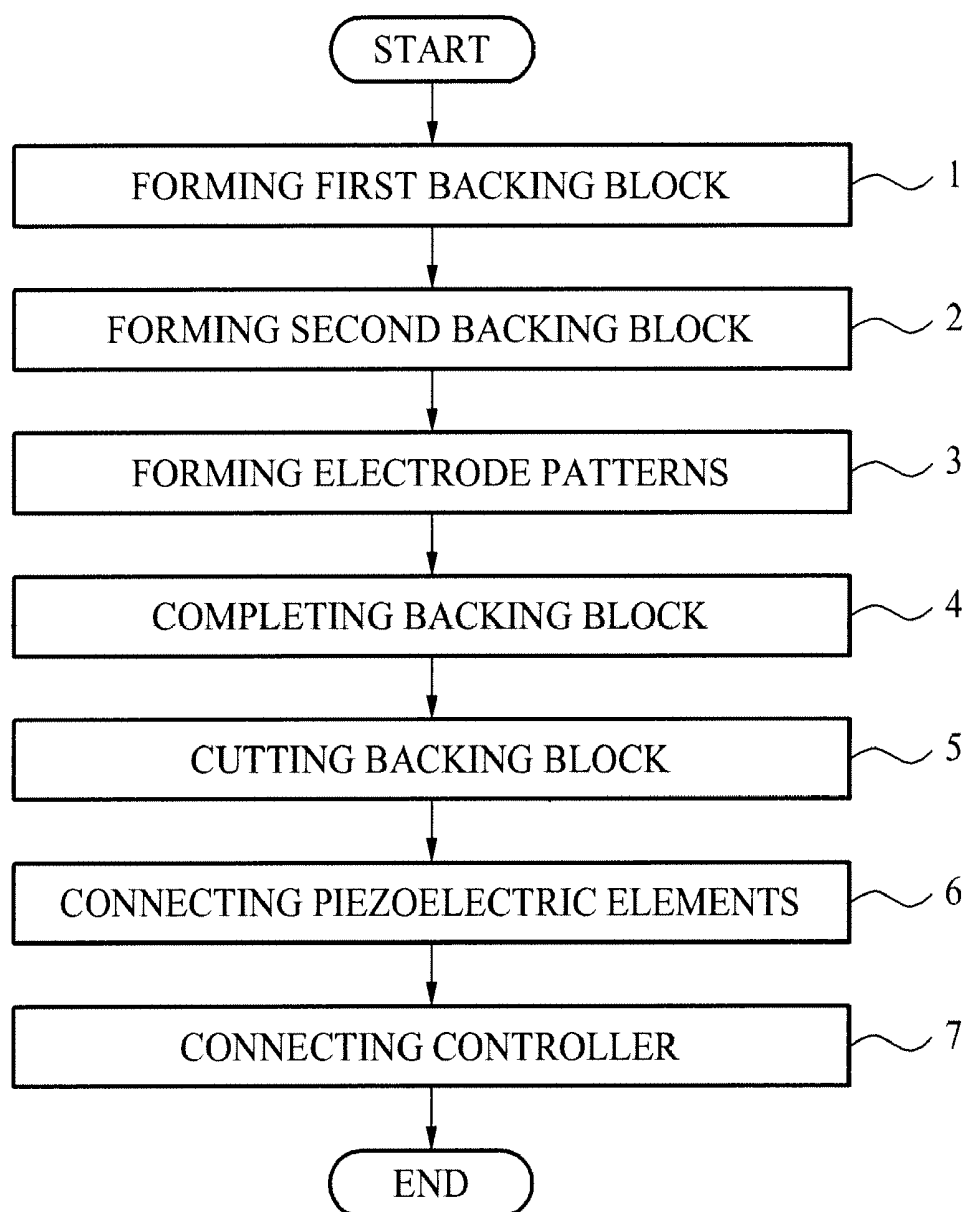 START
FORMING FIRST BACKING BLOCK
1
FORMING SECOND BACKING BLOCK
2
FORMING ELECTRODE PATTERNS
3
COMPLETING BACKING BLOCK
4
CUTTING BACKING BLOCK
5
CONNECTING PIEZOELECTRIC ELEMENTS
6
CONNECTING CONTROLLER
7
END